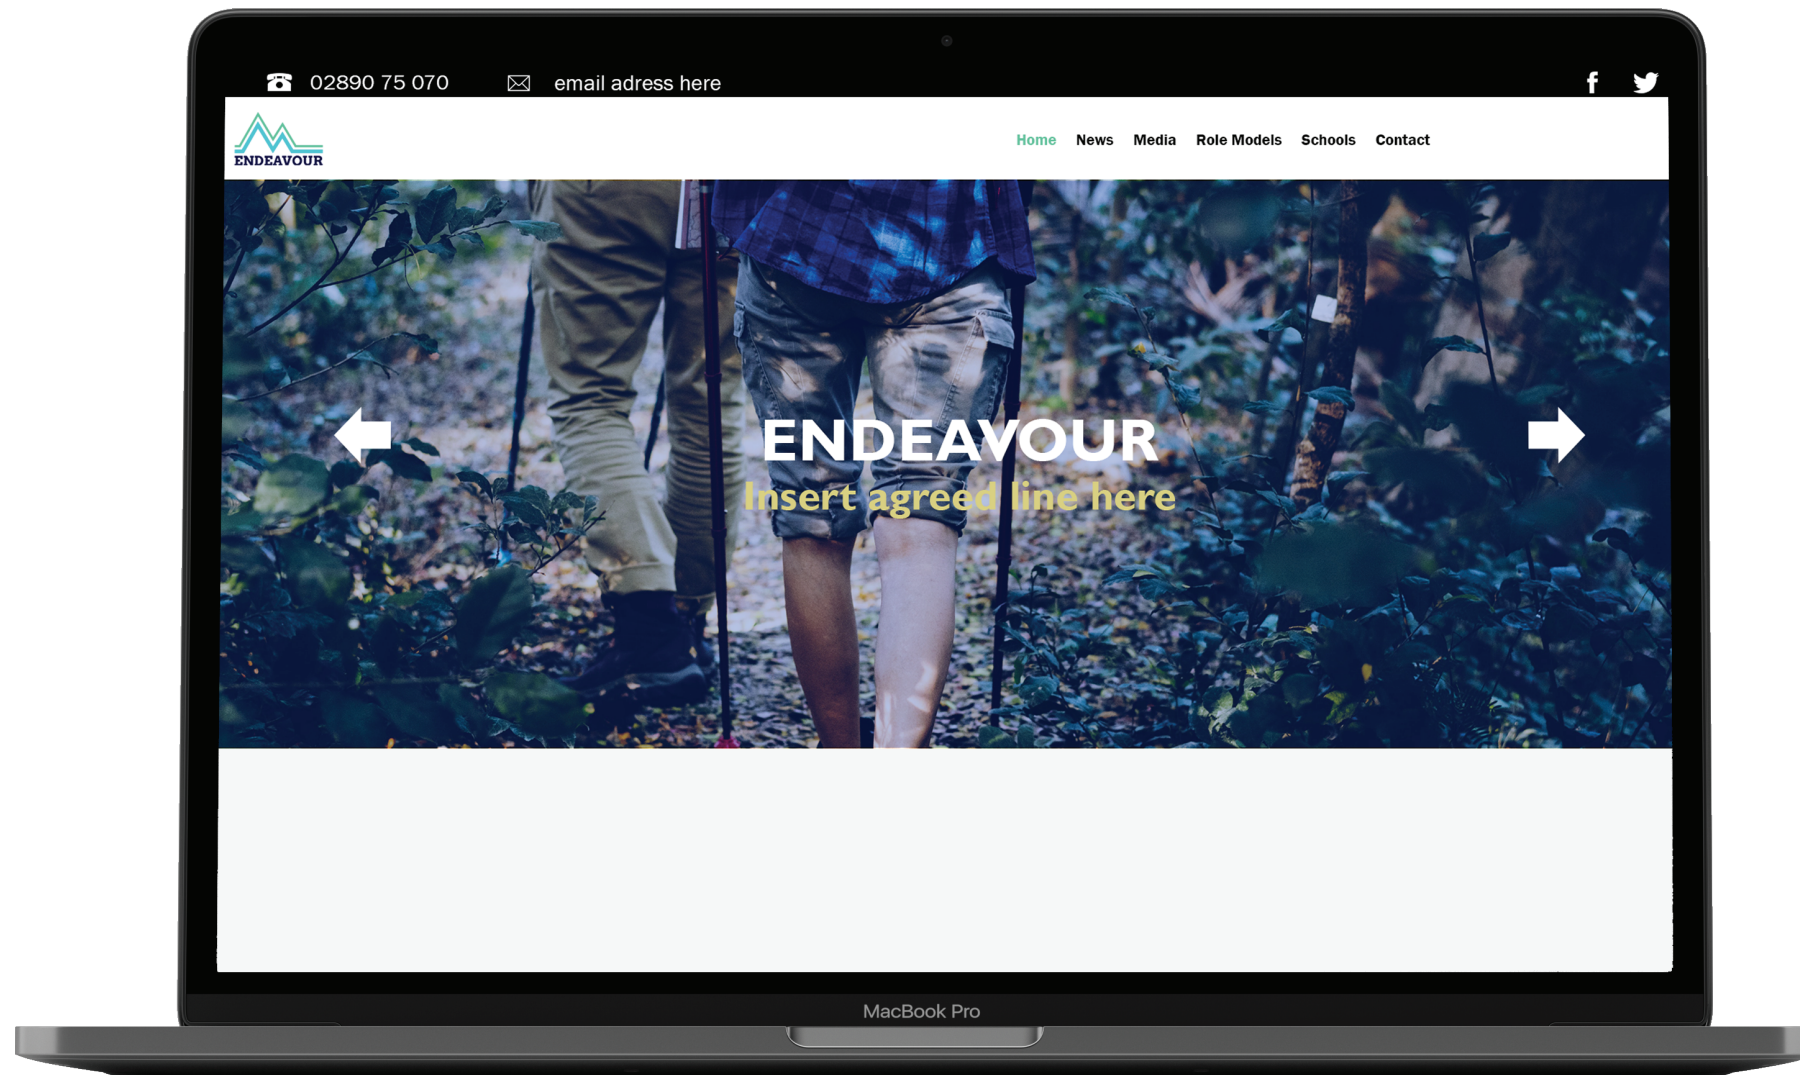 02890 75 070
email adress here
ENDEAVOUR
Home News Media Role Models Schools Contact
ENDEAVOUR
Insert agreed line here
MacBook Pro